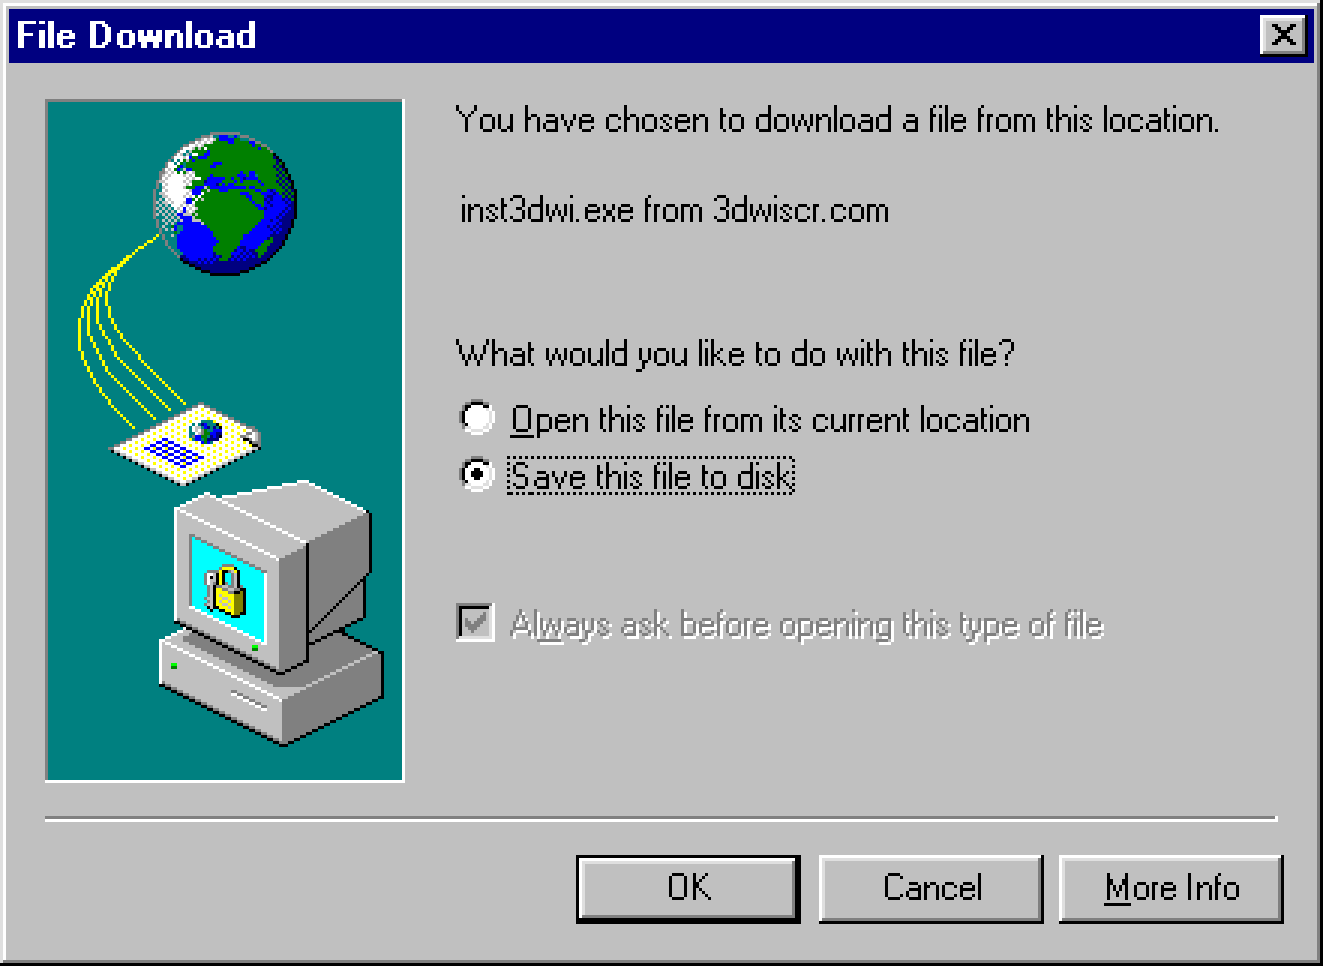 File Download
You have chosen to download a file from this location.
inst3dwi.exe from 3dwiscr.com
What would you like to do with this file?
Open this file from its current location
Save this file to disk
Always ask before opening this type of file
OK
Cancel
More Info